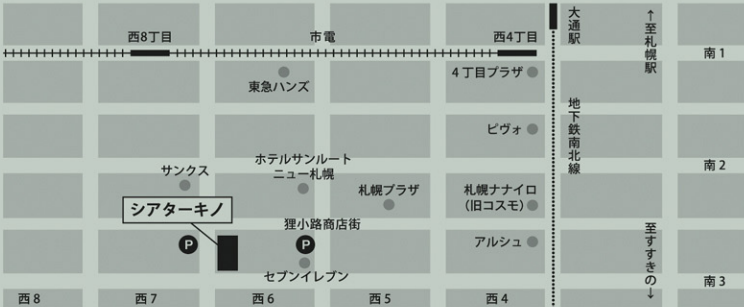 大通駅
↑至札幌駅
西8丁目
市電
西4丁目
南1
4丁目プラザ
東急ハンズ
地下鉄南北線
ピヴォ
ホテルサンルート
ニュー札幌
南2
サンクス
札幌プラザ
札幌ナナイロ
(旧コスモ)
シアターキノ
狸小路商店街
至すすきの↓
P
P
アルシュ
セブンイレブン
南3
西8
西7
西6
西5
西4